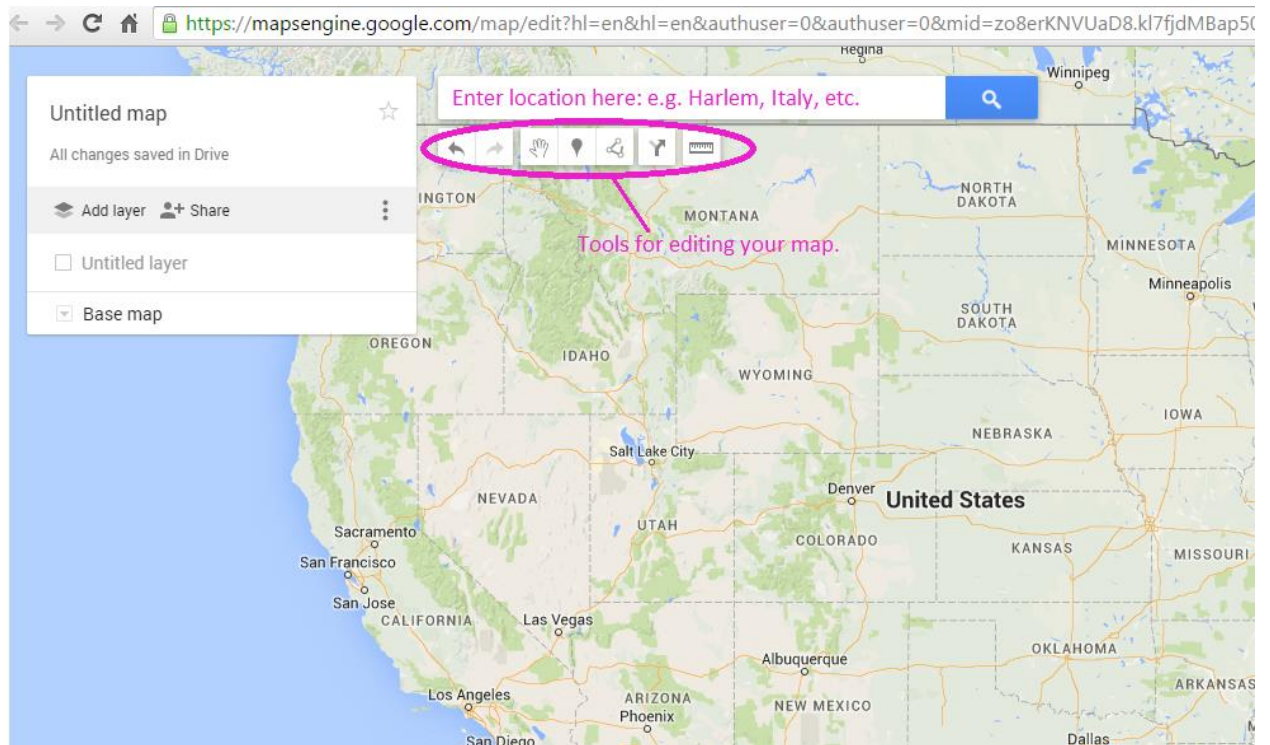 https://mapsengine.google.com/map/edit?hl=en&hl=en&authuser=0&authuser=0&mid=zo8erKNVUaD8.kl7fjdMBap50
Regina
Winnipeg
Untitled map
Enter location here: e.g. Harlem, Italy, etc.
All changes saved in Drive
Add layer Share
INGTON
MONTANA
NORTH
DAKOTA
Tools for editing your map.
MINNESOTA
Untitled layer
Minneapolis
Base map
SOUTH
DAKOTA
OREGON
IDAHO
WYOMING
IOWA
NEBRASKA
Salt Lake City
NEVADA
Denver
United States
UTAH
COLORADO
KANSAS
MISSOURI
Sacramento
San Francisco
San Jose
CALIFORNIA
Las Vegas
Albuquerque
OKLAHOMA
ARKANSAS
Los Angeles
ARIZONA
NEW MEXICO
Phoenix
San Diego
Dallas